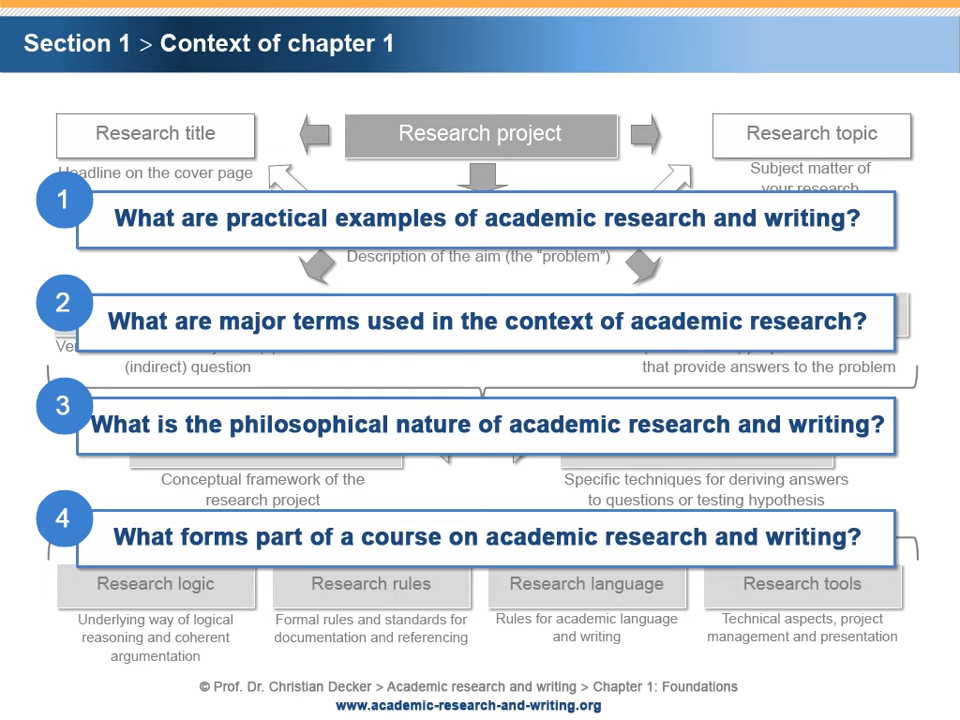 Section 1 > Context of chapter 1
Research title
Research project
Research topic
Headline on the cover page
Subject matter of
your research
1
What are practical examples of academic research and writing?
Description of the aim (the “problem”)
2
What are major terms used in the context of academic research?
(indirect) question
that provide answers to the problem
3
What is the philosophical nature of academic research and writing?
Conceptual framework of the
research project
Specific techniques for deriving answers
to questions or testing hypothesis
4
What forms part of a course on academic research and writing?
Research logic
Research rules
Research language
Research tools
Underlying way of logical
reasoning and coherent
argumentation
Formal rules and standards for
documentation and referencing
Rules for academic language
and writing
Technical aspects, project
management and presentation
© Prof. Dr. Christian Decker > Academic research and writing > Chapter 1: Foundations
www.academic-research-and-writing.org